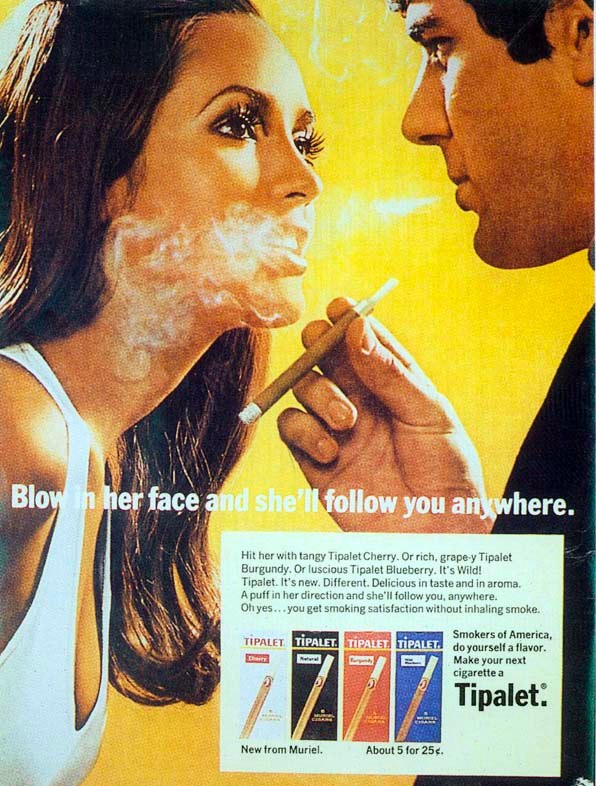 Blow in her face and she'll follow you anywhere.
Hit her with tangy Tipalet Cherry. Or rich, grape-y Tipalet
Burgundy. Or luscious Tipalet Blueberry. It's Wild!
Tipalet. It's new. Different. Delicious in taste and in aroma.
A puff in her direction and she'll follow you, anywhere.
Oh yes... you get smoking satisfaction without inhaling smoke.
TIPALET. TIPALET. TIPALET. TIPALET.
Cherry Natural Burgundy
MURIEL CIGARS MURIEL CIGARS
Smokers of America,
do yourself a flavor.
Make your next
cigarette a
Tipalet.®
New from Muriel. About 5 for 25¢.